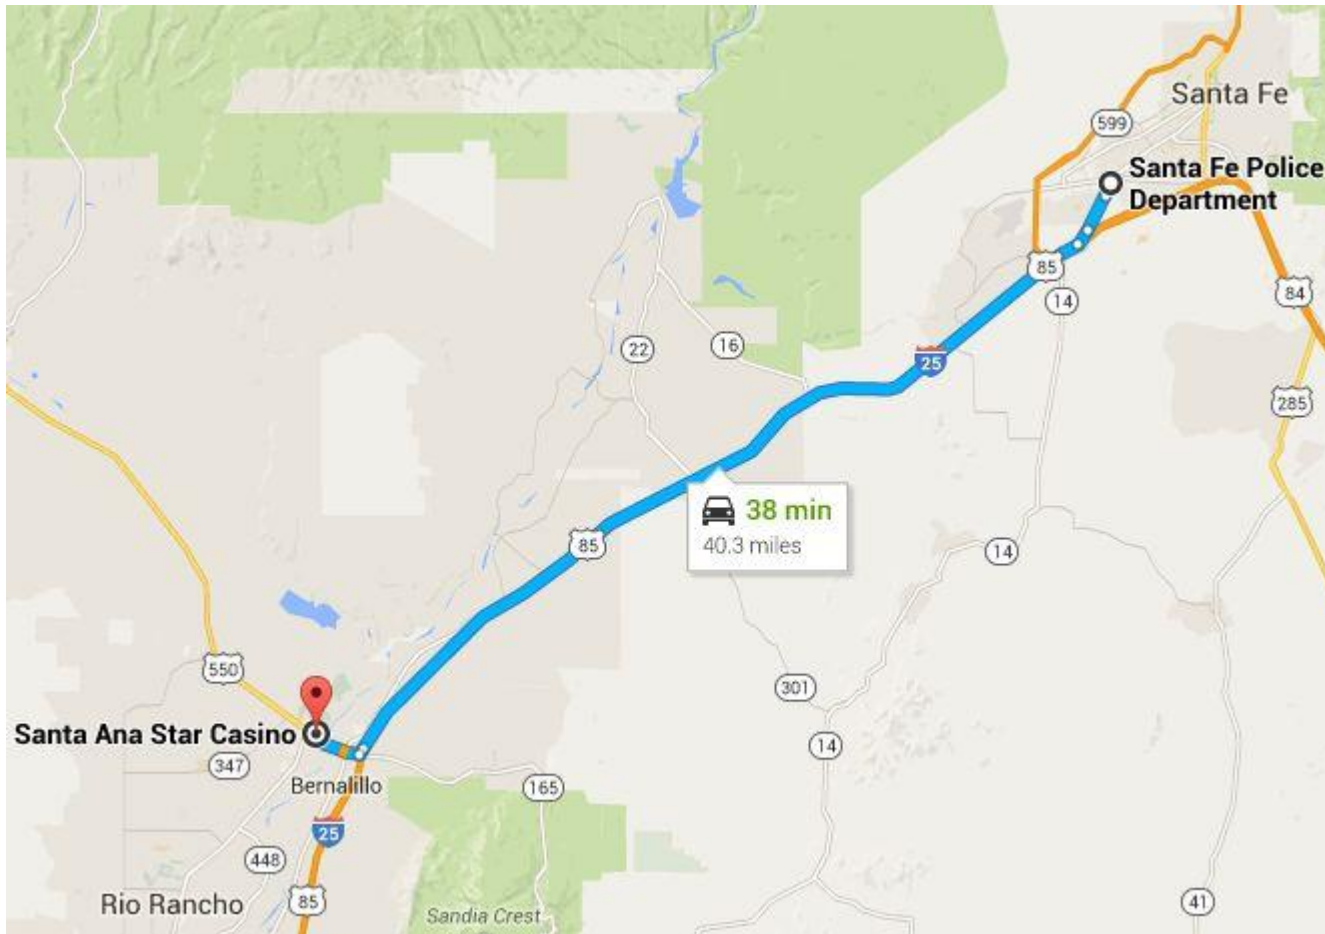 Santa Fe
599
Santa Fe Police
Department
85
14
84
22
16
25
285
38 min
40.3 miles
85
14
550
301
Santa Ana Star Casino
14
347
Bernalillo
165
25
448
Rio Rancho
85
Sandia Crest
41